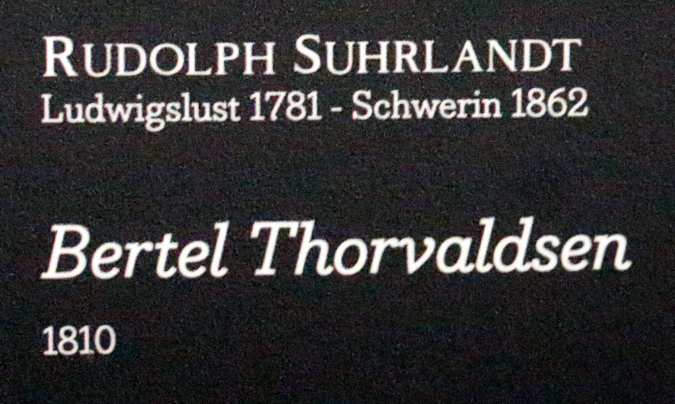 RUDOLPH SUHRLANDT
Ludwigslust 1781 - Schwerin 1862
Bertel Thorvaldsen
1810